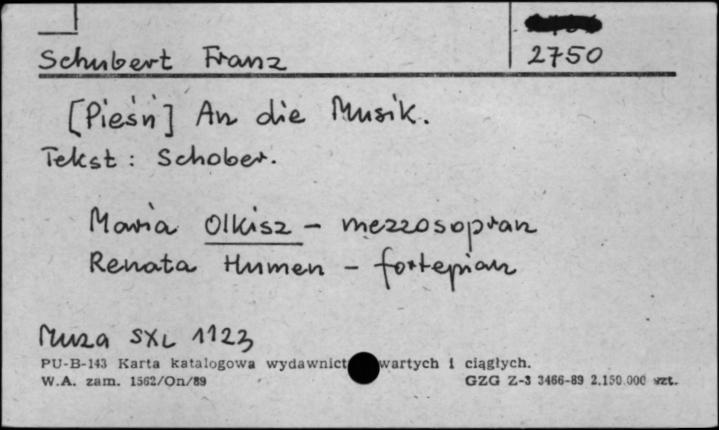 2750
Schubert Franz
[Pieśń] An die Musik.
Tekst: Schober.
Maria Olkisz - mezzosopran
Renata Humen - fortepian
Muza SXL 1123
PU-B-143 Karta katalogowa wydawnict wartych i ciągłych.
W.A. zam. 1562/On/89 GZG Z-3 3466-89 2.150.000 szt.